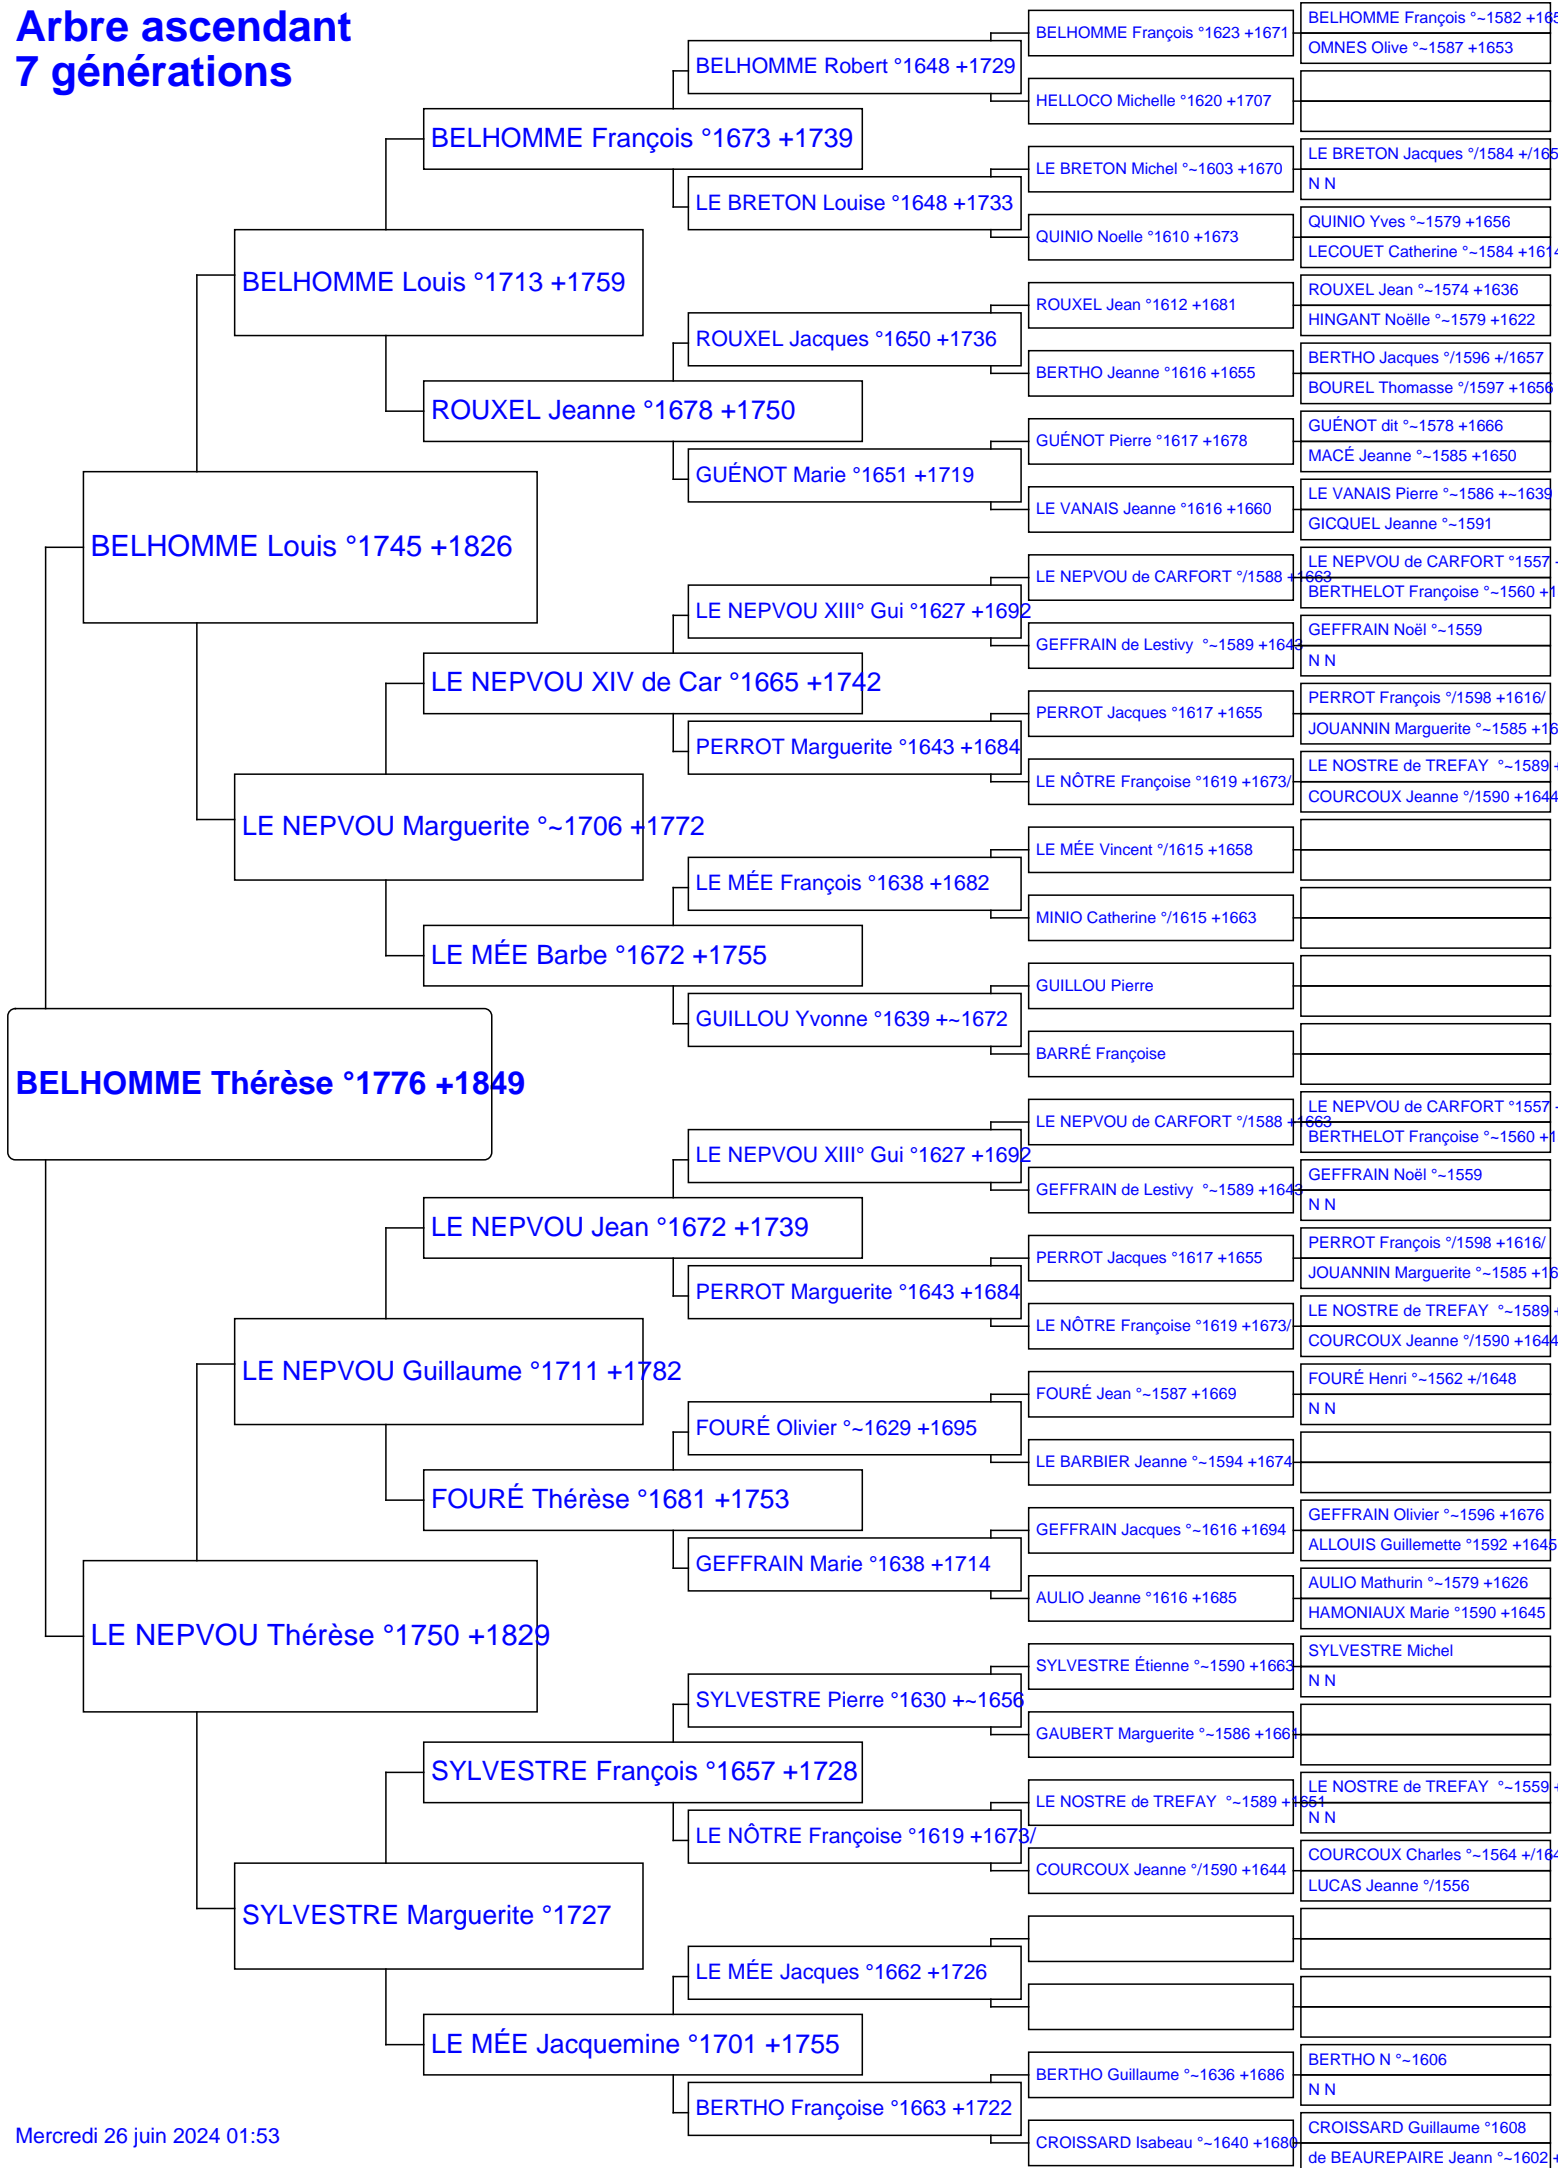 Arbre ascendant
7 générations
BELHOMME Thérèse °1776 +1849
BELHOMME Louis °1745 +1826
LE NEPVOU Thérèse °1750 +1829
BELHOMME Louis °1713 +1759
LE NEPVOU Marguerite °~1706 +1772
LE NEPVOU Guillaume °1711 +1782
SYLVESTRE Marguerite °1727
BELHOMME François °1673 +1739
ROUXEL Jeanne °1678 +1750
LE NEPVOU XIV de Car °1665 +1742
LE MÉE Barbe °1672 +1755
LE NEPVOU Jean °1672 +1739
FOURÉ Thérèse °1681 +1753
SYLVESTRE François °1657 +1728
LE MÉE Jacquemine °1701 +1755
BELHOMME Robert °1648 +1729
LE BRETON Louise °1648 +1733
ROUXEL Jacques °1650 +1736
GUÉNOT Marie °1651 +1719
LE NEPVOU XIII° Gui °1627 +1692
PERROT Marguerite °1643 +1684
LE MÉE François °1638 +1682
GUILLOU Yvonne °1639 +~1672
LE NEPVOU XIII° Gui °1627 +1692
PERROT Marguerite °1643 +1684
FOURÉ Olivier °~1629 +1695
GEFFRAIN Marie °1638 +1714
SYLVESTRE Pierre °1630 +~1656
LE NÔTRE Françoise °1619 +1673/
LE MÉE Jacques °1662 +1726
BERTHO Françoise °1663 +1722
BELHOMME François °1623 +1671
HELLOCO Michelle °1620 +1707
LE BRETON Michel °~1603 +1670
QUINIO Noelle °1610 +1673
ROUXEL Jean °1612 +1681
BERTHO Jeanne °1616 +1655
GUÉNOT Pierre °1617 +1678
LE VANAIS Jeanne °1616 +1660
LE NEPVOU de CARFORT °/1588 +1663
GEFFRAIN de Lestivy °~1589 +1643
PERROT Jacques °1617 +1655
LE NÔTRE Françoise °1619 +1673/
LE MÉE Vincent °/1615 +1658
MINIO Catherine °/1615 +1663
GUILLOU Pierre
BARRÉ Françoise
LE NEPVOU de CARFORT °/1588 +1663
GEFFRAIN de Lestivy °~1589 +1643
PERROT Jacques °1617 +1655
LE NÔTRE Françoise °1619 +1673/
FOURÉ Jean °~1587 +1669
LE BARBIER Jeanne °~1594 +1674
GEFFRAIN Jacques °~1616 +1694
AULIO Jeanne °1616 +1685
SYLVESTRE Étienne °~1590 +1663
GAUBERT Marguerite °~1586 +1661
LE NOSTRE de TREFAY °~1589 +1651
COURCOUX Jeanne °/1590 +1644
BERTHO Guillaume °~1636 +1686
CROISSARD Isabeau °~1640 +1680
BELHOMME François °~1582 +165
OMNES Olive °~1587 +1653
LE BRETON Jacques °/1584 +/165
N N
QUINIO Yves °~1579 +1656
LECOUET Catherine °~1584 +1614
ROUXEL Jean °~1574 +1636
HINGANT Noëlle °~1579 +1622
BERTHO Jacques °/1596 +/1657
BOUREL Thomasse °/1597 +1656
GUÉNOT dit °~1578 +1666
MACÉ Jeanne °~1585 +1650
LE VANAIS Pierre °~1586 +~1639
GICQUEL Jeanne °~1591
LE NEPVOU de CARFORT °1557 +
BERTHELOT Françoise °~1560 +1
GEFFRAIN Noël °~1559
N N
PERROT François °/1598 +1616/
JOUANNIN Marguerite °~1585 +16
LE NOSTRE de TREFAY °~1589 +
COURCOUX Jeanne °/1590 +1644
LE NEPVOU de CARFORT °1557 +
BERTHELOT Françoise °~1560 +1
GEFFRAIN Noël °~1559
N N
PERROT François °/1598 +1616/
JOUANNIN Marguerite °~1585 +16
LE NOSTRE de TREFAY °~1589 +
COURCOUX Jeanne °/1590 +1644
FOURÉ Henri °~1562 +/1648
N N
GEFFRAIN Olivier °~1596 +1676
ALLOUIS Guillemette °1592 +1645
AULIO Mathurin °~1579 +1626
HAMONIAUX Marie °1590 +1645
SYLVESTRE Michel
N N
LE NOSTRE de TREFAY °~1559 +
N N
COURCOUX Charles °~1564 +/164
LUCAS Jeanne °/1556
BERTHO N °~1606
N N
CROISSARD Guillaume °1608
de BEAUREPAIRE Jeann °~1602 +
Mercredi 26 juin 2024 01:53